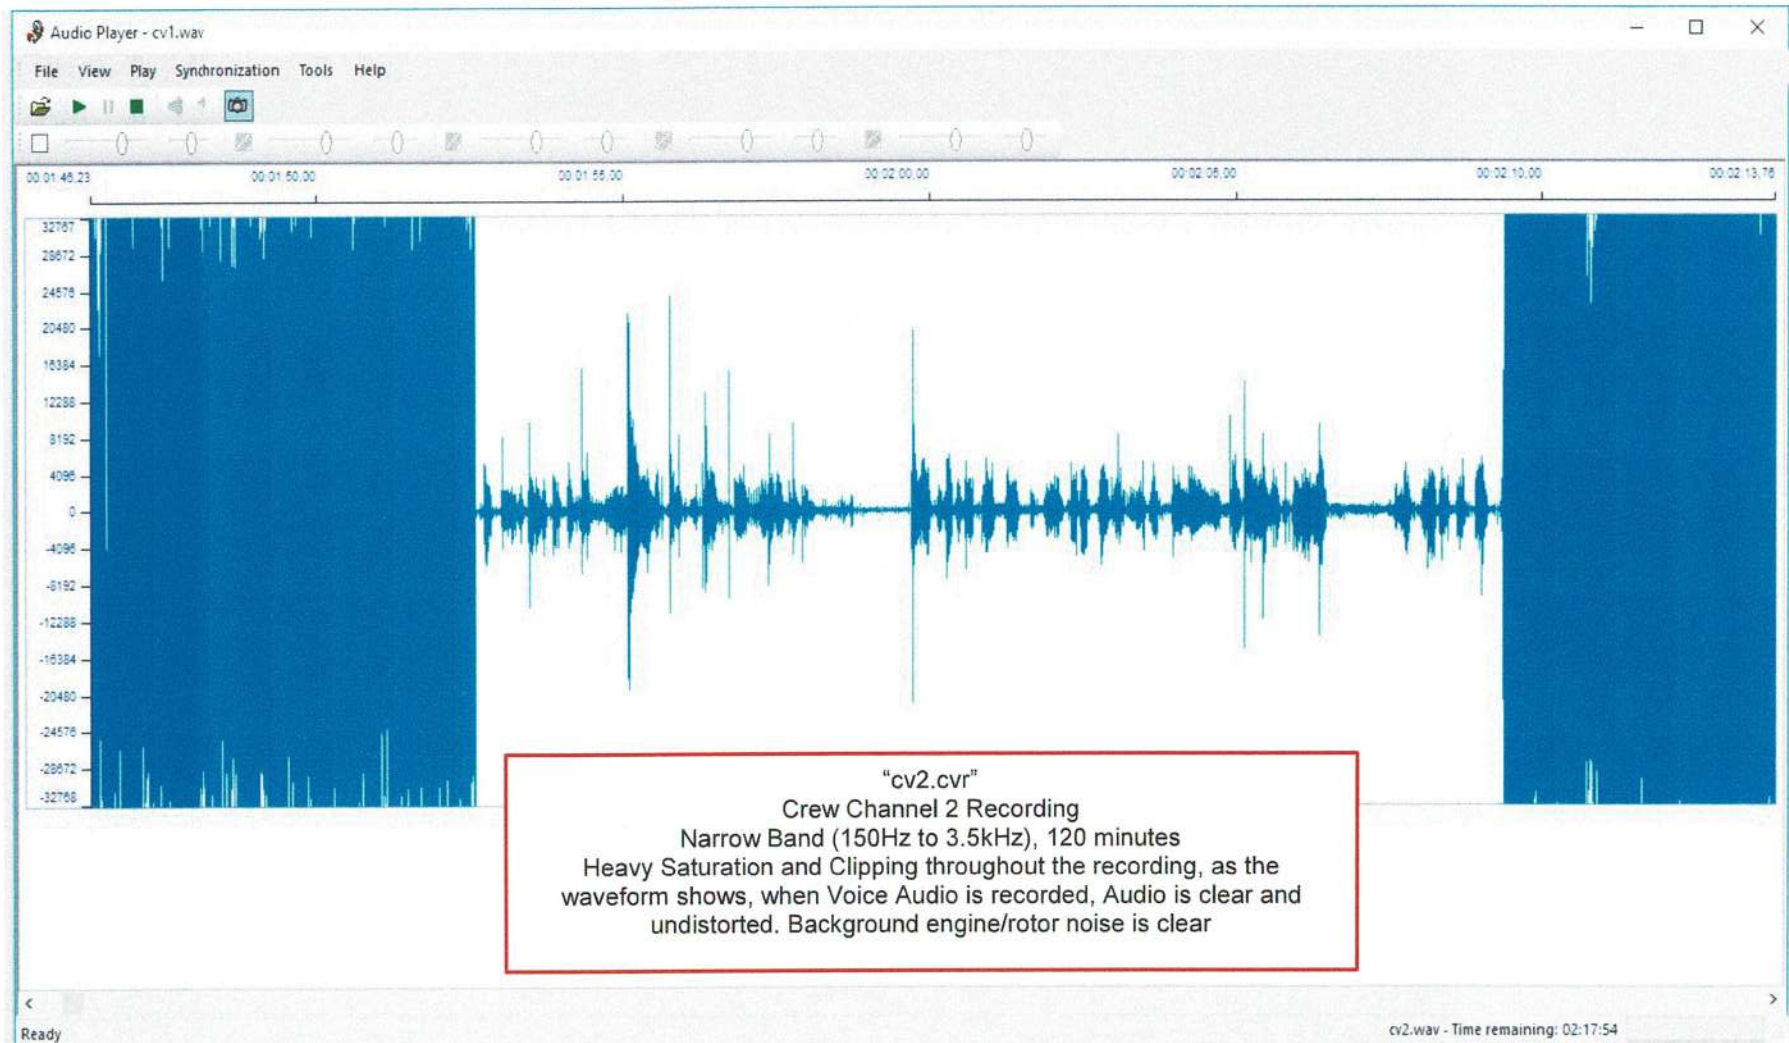 Audio Player - cv1.wav
File View Play Synchronization Tools Help
00:01:46,23 00:01:50,00 00:01:55,00 00:02:00,00 00:02:05,00 00:02:10,00 00:02:13,76
32767
28672
24576
20480
16384
12288
8192
4096
0
-4096
-8192
-12288
-16384
-20480
-24576
-28672
-32768
"cv2.cvr"
Crew Channel 2 Recording
Narrow Band (150Hz to 3.5kHz), 120 minutes
Heavy Saturation and Clipping throughout the recording, as the
waveform shows, when Voice Audio is recorded, Audio is clear and
undistorted. Background engine/rotor noise is clear
Ready
cv2.wav - Time remaining: 02:17:54